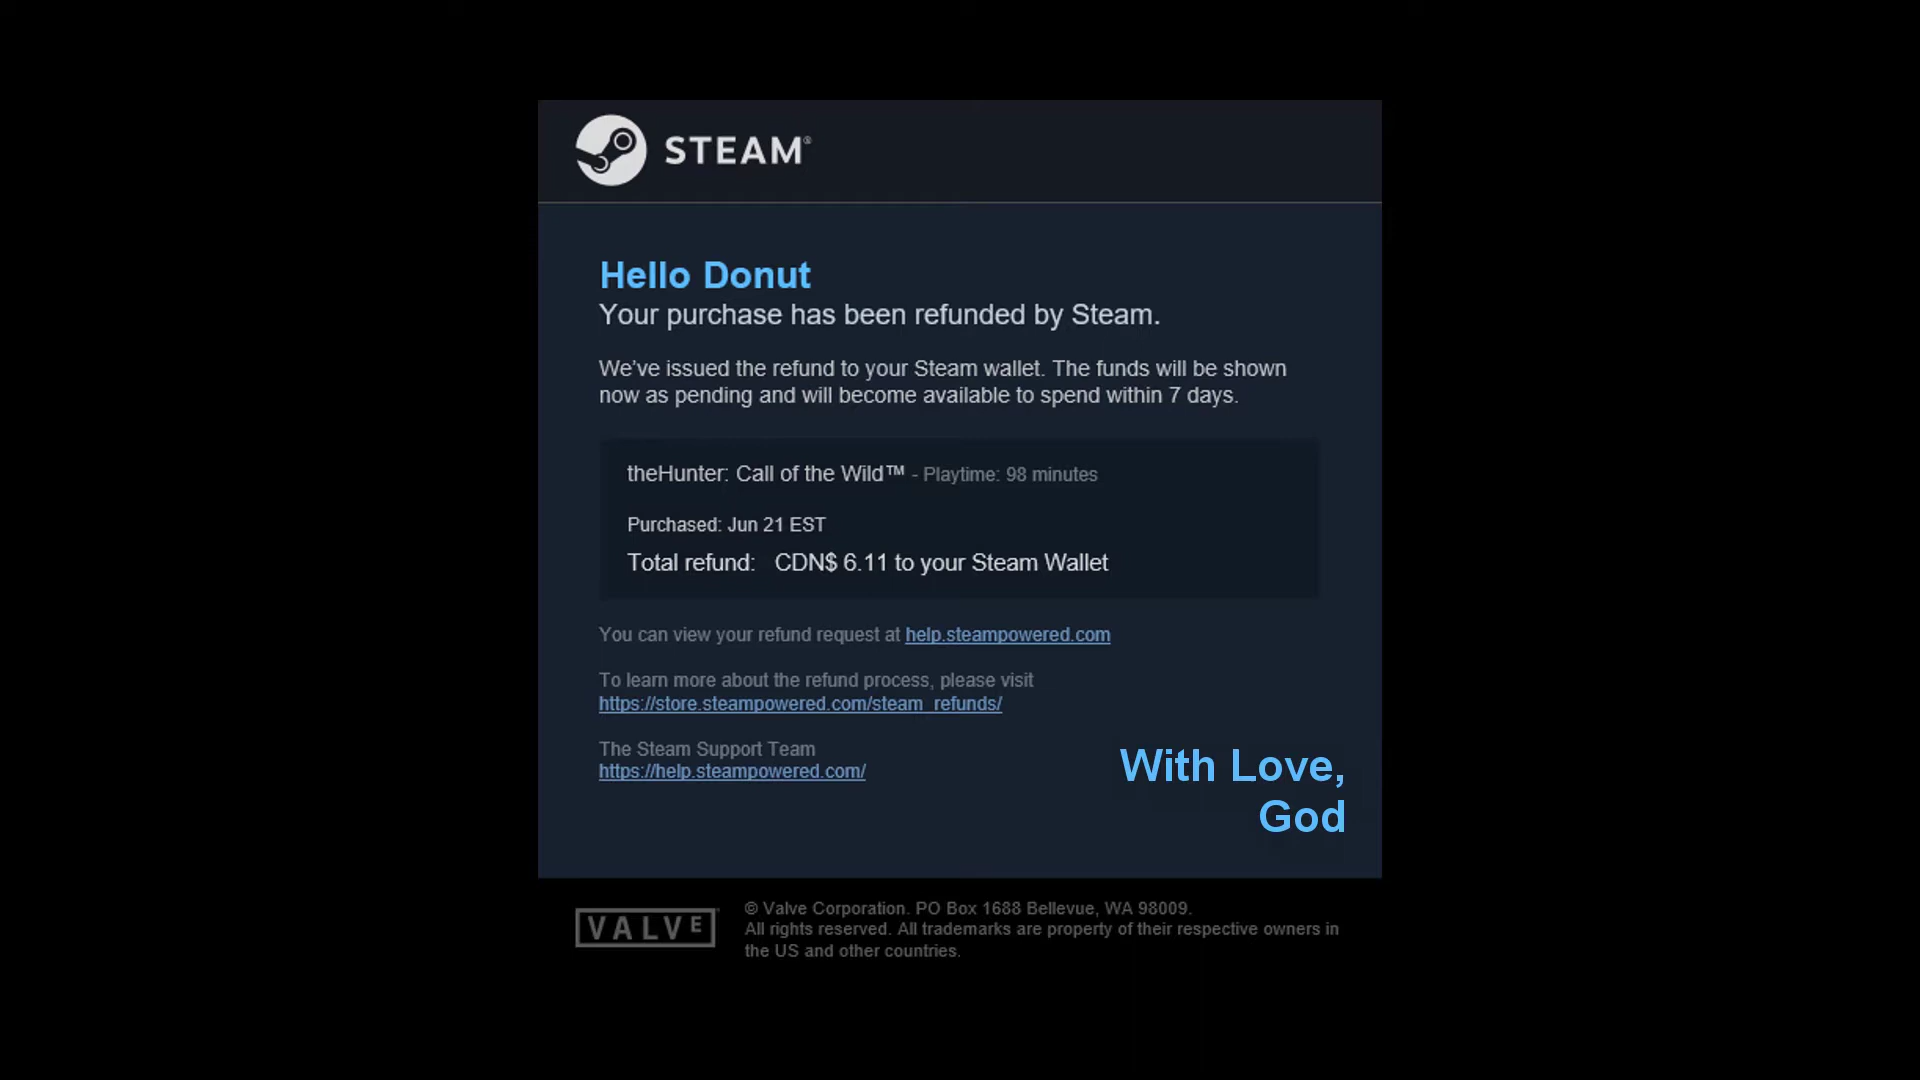 STEAM®
Hello Donut
Your purchase has been refunded by Steam.
We've issued the refund to your Steam wallet. The funds will be shown
now as pending and will become available to spend within 7 days.
theHunter: Call of the Wild™ - Playtime: 98 minutes
Purchased: Jun 21 EST
Total refund: CDN$ 6.11 to your Steam Wallet
You can view your refund request at help.steampowered.com
To learn more about the refund process, please visit
https://store.steampowered.com/steam_refunds/
The Steam Support Team
https://help.steampowered.com/
With Love,
God
VALVE®
© Valve Corporation. PO Box 1688 Bellevue, WA 98009.
All rights reserved. All trademarks are property of their respective owners in
the US and other countries.